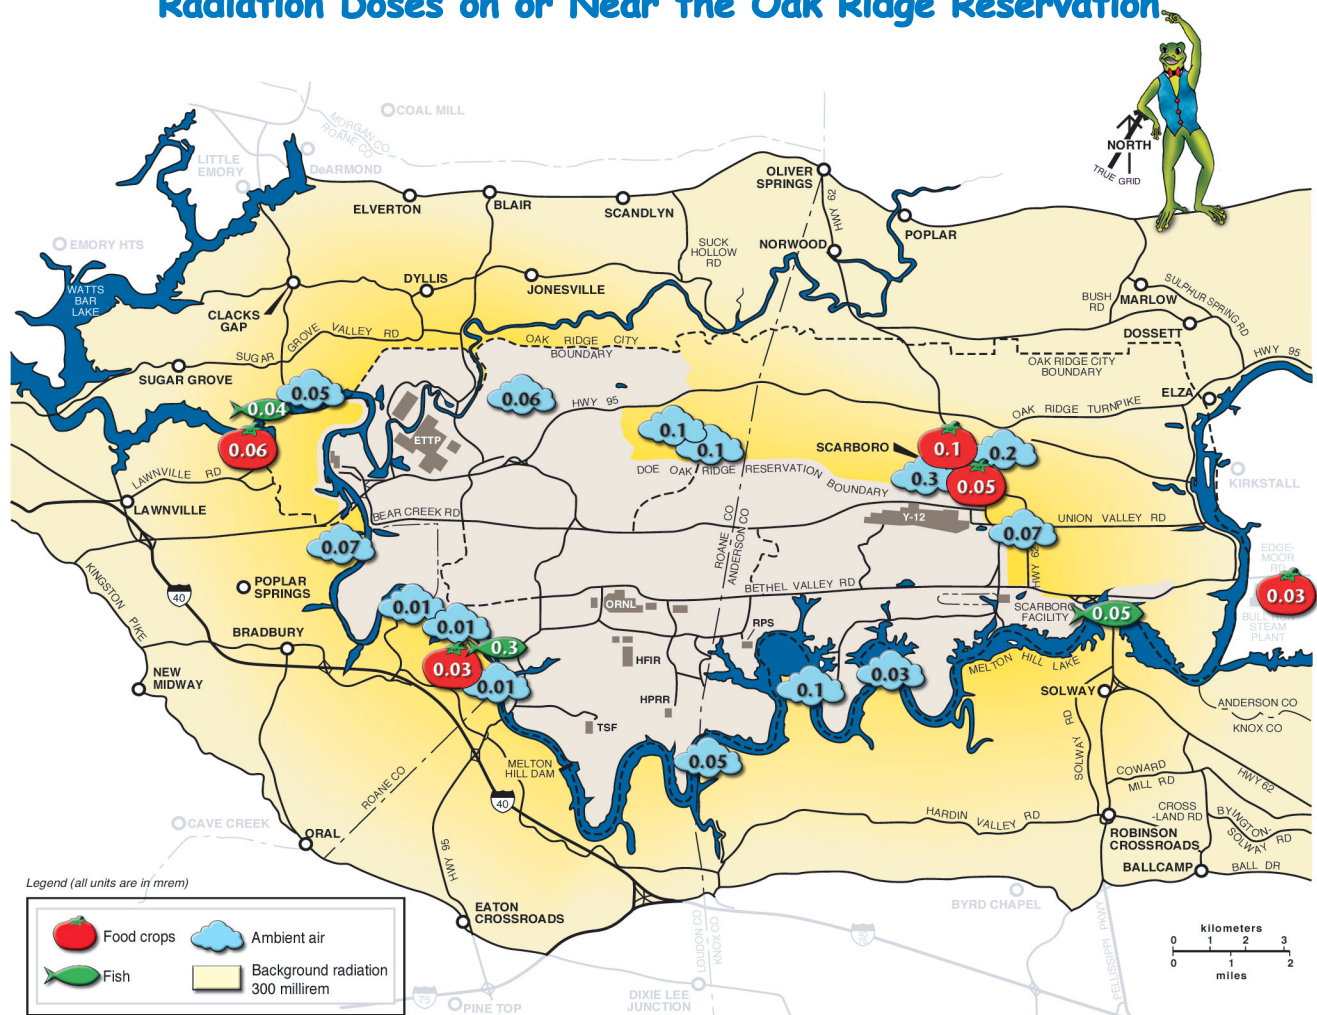 Radiation Doses on or Near the Oak Ridge Reservation
COAL MILL
MORGAN CO
ROANE CO
LITTLE
EMORY
DeARMOND
NORTH
TRUE GRID
OLIVER
SPRINGS
ELVERTON
BLAIR
SCANDLYN
HWY 62
POPLAR
EMORY HTS
SUCK
HOLLOW
RD
NORWOOD
WATTS
BAR
LAKE
DYLLIS
JONESVILLE
CLACKS
GAP
BUSH
RD
MARLOW
SULPHUR SPRING RD
DOSSETT
SUGAR GROVE VALLEY RD
OAK RIDGE CITY
BOUNDARY
OAK RIDGE CITY
BOUNDARY
HWY 95
SUGAR GROVE
ELZA
0.05
0.04
0.06
HWY 95
OAK RIDGE TURNPIKE
0.06
ETTP
0.1
0.1
SCARBORO
0.1
0.2
0.3
0.05
LAWNVILLE RD
DOE OAK RIDGE RESERVATION BOUNDARY
KIRKSTALL
LAWNVILLE
BEAR CREEK RD
ROANE CO
ANDERSON CO
Y-12
UNION VALLEY RD
0.07
0.07
HWY 62
EDGE-
MOOR
RD
KINGSTON PIKE
40
POPLAR
SPRINGS
BETHEL VALLEY RD
0.03
0.01
ORNL
SCARBORO
FACILITY
0.05
BULL RUN
STEAM
PLANT
BRADBURY
0.01
RPS
0.3
0.03
HFIR
MELTON HILL LAKE
NEW
MIDWAY
0.01
0.1
0.03
SOLWAY
HPRR
ANDERSON CO
KNOX CO
TSF
SOLWAY RD
0.05
MELTON
HILL DAM
ROANE CO
COWARD
MILL RD
HWY 62
40
HARDIN VALLEY RD
CROSS
-LAND RD
BYINGTON-
SOLWAY RD
CAVE CREEK
ORAL
ROBINSON
CROSSROADS
HWY 95
BALLCAMP
BALL DR
Legend (all units are in mrem)
Food crops
Ambient air
Fish
Background radiation
300 millirem
EATON
CROSSROADS
BYRD CHAPEL
LOUDON CO
KNOX CO
PELLISSIPPI PKWY
kilometers
0 1 2 3
0 1 2
miles
75
PINE TOP
DIXIE LEE
JUNCTION